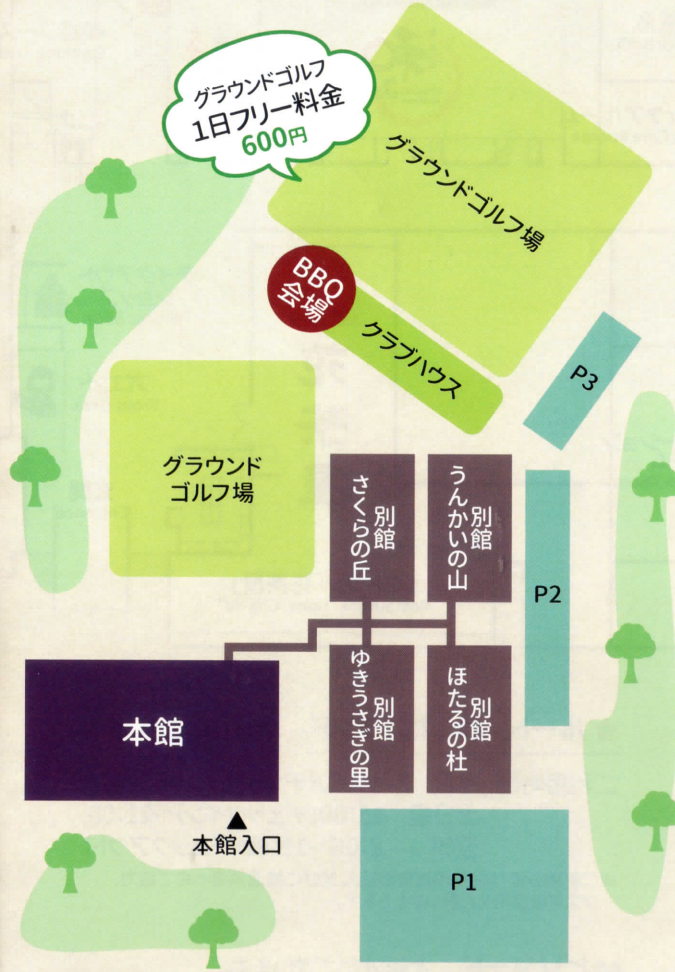 グラウンドゴルフ
1日フリー料金
600円
グラウンドゴルフ場
BBQ
会場
クラブハウス
P3
グラウンド
ゴルフ場
別館
さくらの丘
別館
うんかいの山
P2
本館
別館
ゆきうさぎの里
別館
ほたるの杜
▲
本館入口
P1